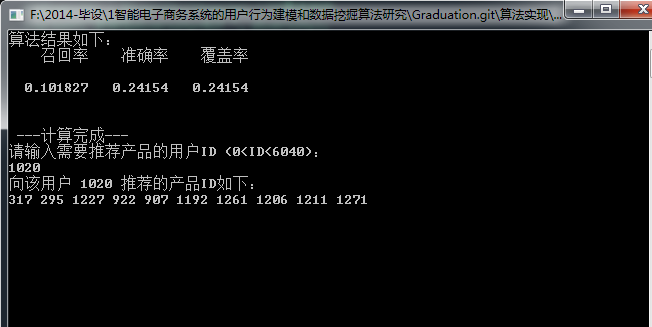 F:\2014-毕设\1智能电子商务系统的用户行为建模和数据挖掘算法研究\Graduation.git\算法实现\...
算法结果如下:
召回率 准确率 覆盖率
0.101827 0.24154 0.24154
---计算完成---
请输入需要推荐产品的用户ID (0<ID<6040):
1020
向该用户 1020 推荐的产品ID如下:
317 295 1227 922 907 1192 1261 1206 1211 1271